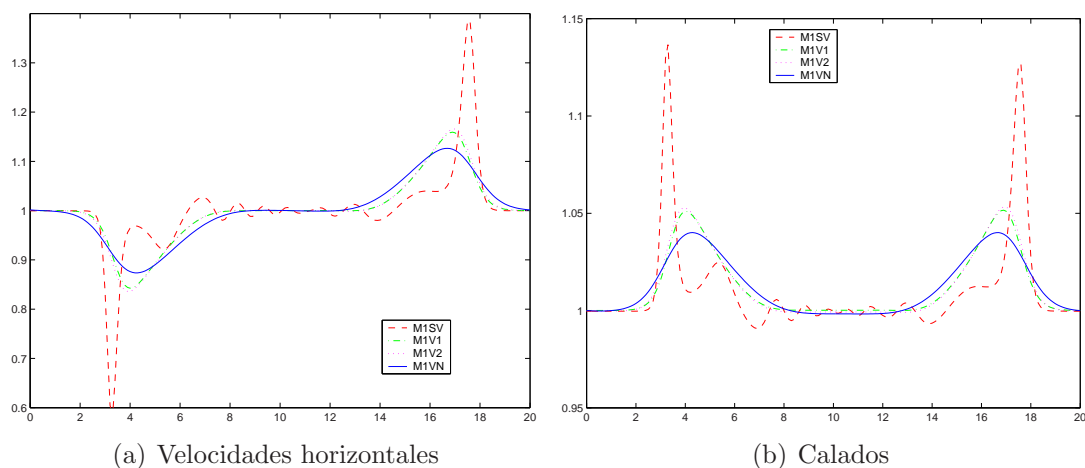 1.3
1.2
1.1
1
0.9
0.8
0.7
0.6
0 2 4 6 8 10 12 14 16 18 20
M1SV
M1V1
M1V2
M1VN
(a) Velocidades horizontales
1.15
1.1
1.05
1
0.95
0 2 4 6 8 10 12 14 16 18 20
M1SV
M1V1
M1V2
M1VN
(b) Calados